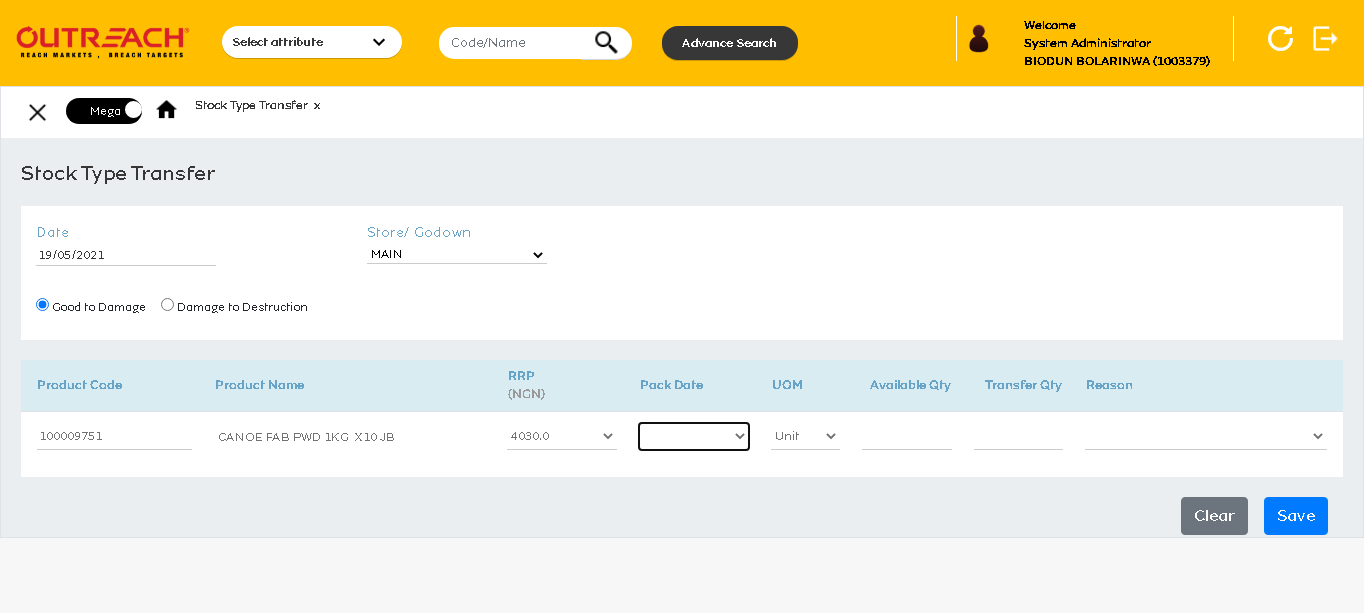 OUTREACH®
REACH MARKETS , BREACH TARGETS
Select attribute
Code/Name
Advance Search
Welcome
System Administrator
BIODUN BOLARINWA (1003379)
Mega
Stock Type Transfer x
Stock Type Transfer
Date
Store/ Godown
19/05/2021
MAIN
Good to Damage
Damage to Destruction
Product Code
Product Name
RRP
(NGN)
Pack Date
UOM
Available Qty
Transfer Qty
Reason
100009751
CANOE FAB PWD 1KG X10 JB
4030.0
Unit
Clear
Save